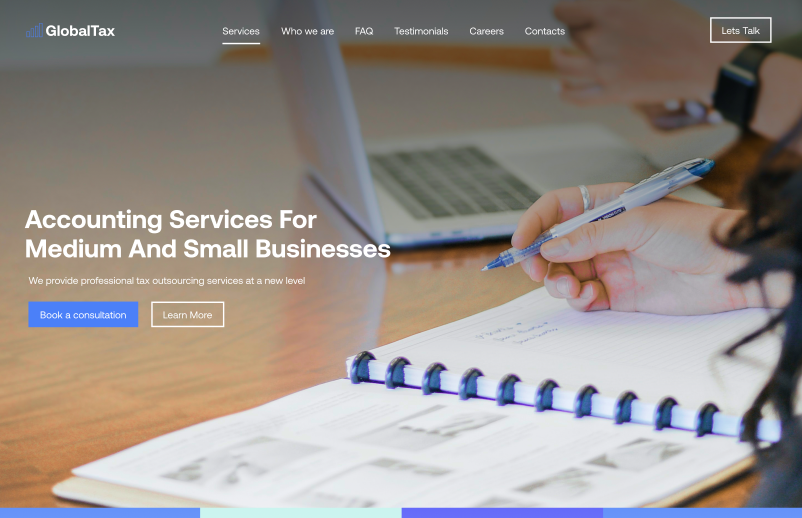 GlobalTax
Services
Who we are
FAQ
Testimonials
Careers
Contacts
Lets Talk
Accounting Services For
Medium And Small Businesses
We provide professional tax outsourcing services at a new level
Book a consultation
Learn More